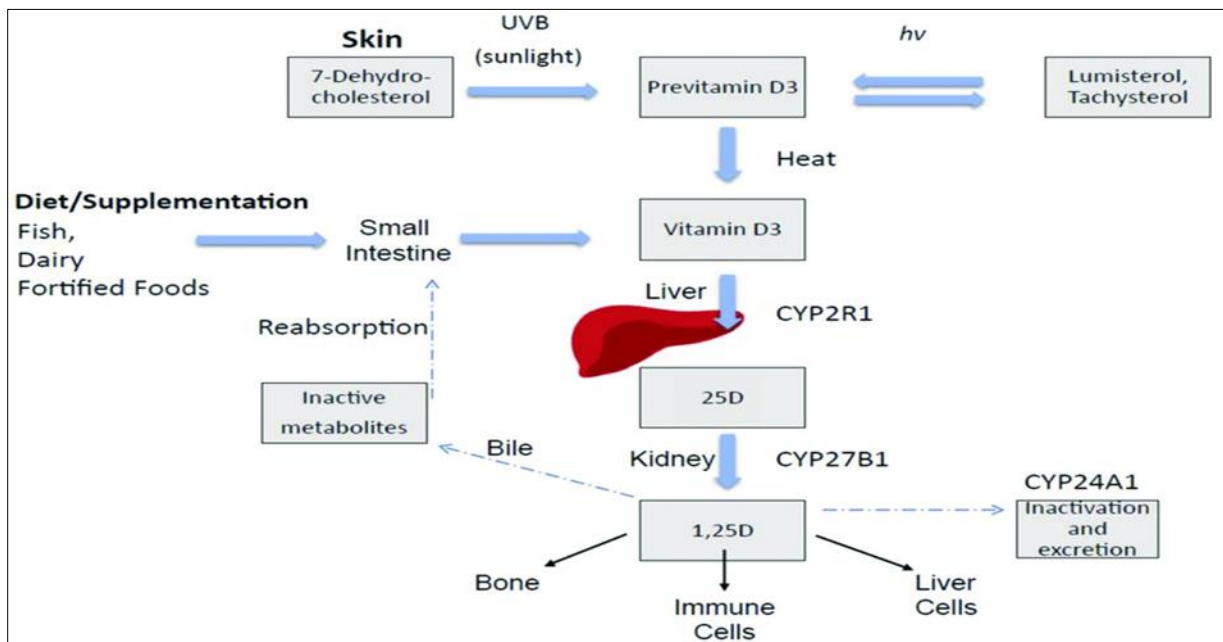 Skin
7-Dehydro-
cholesterol
UVB
(sunlight)
Previtamin D3
hv
Lumisterol,
Tachysterol
Heat
Diet/Supplementation
Fish,
Dairy
Fortified Foods
Small
Intestine
Vitamin D3
Liver
CYP2R1
Reabsorption
25D
Inactive
metabolites
Bile
Kidney
CYP27B1
CYP24A1
Inactivation
and
excretion
1,25D
Bone
Immune
Cells
Liver
Cells